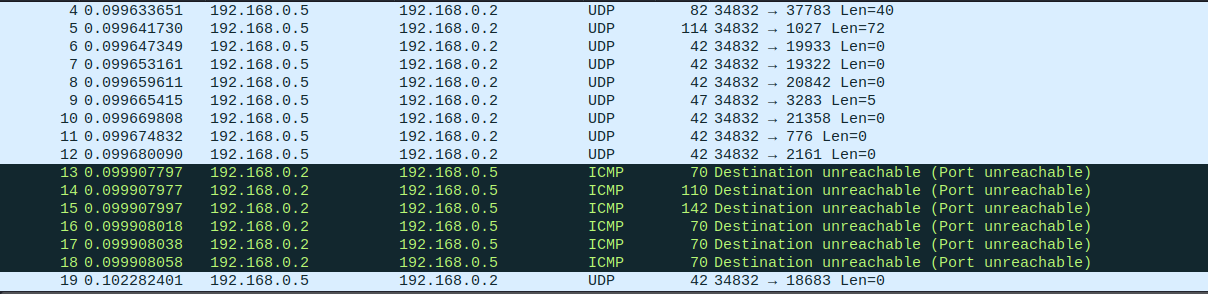 4 0.099633651 192.168.0.5 192.168.0.2 UDP 82 34832 → 37783 Len=40
5 0.099641730 192.168.0.5 192.168.0.2 UDP 114 34832 → 1027 Len=72
6 0.099647349 192.168.0.5 192.168.0.2 UDP 42 34832 → 19933 Len=0
7 0.099653161 192.168.0.5 192.168.0.2 UDP 42 34832 → 19322 Len=0
8 0.099659611 192.168.0.5 192.168.0.2 UDP 42 34832 → 20842 Len=0
9 0.099665415 192.168.0.5 192.168.0.2 UDP 47 34832 → 3283 Len=5
10 0.099669808 192.168.0.5 192.168.0.2 UDP 42 34832 → 21358 Len=0
11 0.099674832 192.168.0.5 192.168.0.2 UDP 42 34832 → 776 Len=0
12 0.099680090 192.168.0.5 192.168.0.2 UDP 42 34832 → 2161 Len=0
13 0.099907797 192.168.0.2 192.168.0.5 ICMP 70 Destination unreachable (Port unreachable)
14 0.099907977 192.168.0.2 192.168.0.5 ICMP 110 Destination unreachable (Port unreachable)
15 0.099907997 192.168.0.2 192.168.0.5 ICMP 142 Destination unreachable (Port unreachable)
16 0.099908018 192.168.0.2 192.168.0.5 ICMP 70 Destination unreachable (Port unreachable)
17 0.099908038 192.168.0.2 192.168.0.5 ICMP 70 Destination unreachable (Port unreachable)
18 0.099908058 192.168.0.2 192.168.0.5 ICMP 70 Destination unreachable (Port unreachable)
19 0.102282401 192.168.0.5 192.168.0.2 UDP 42 34832 → 18683 Len=0